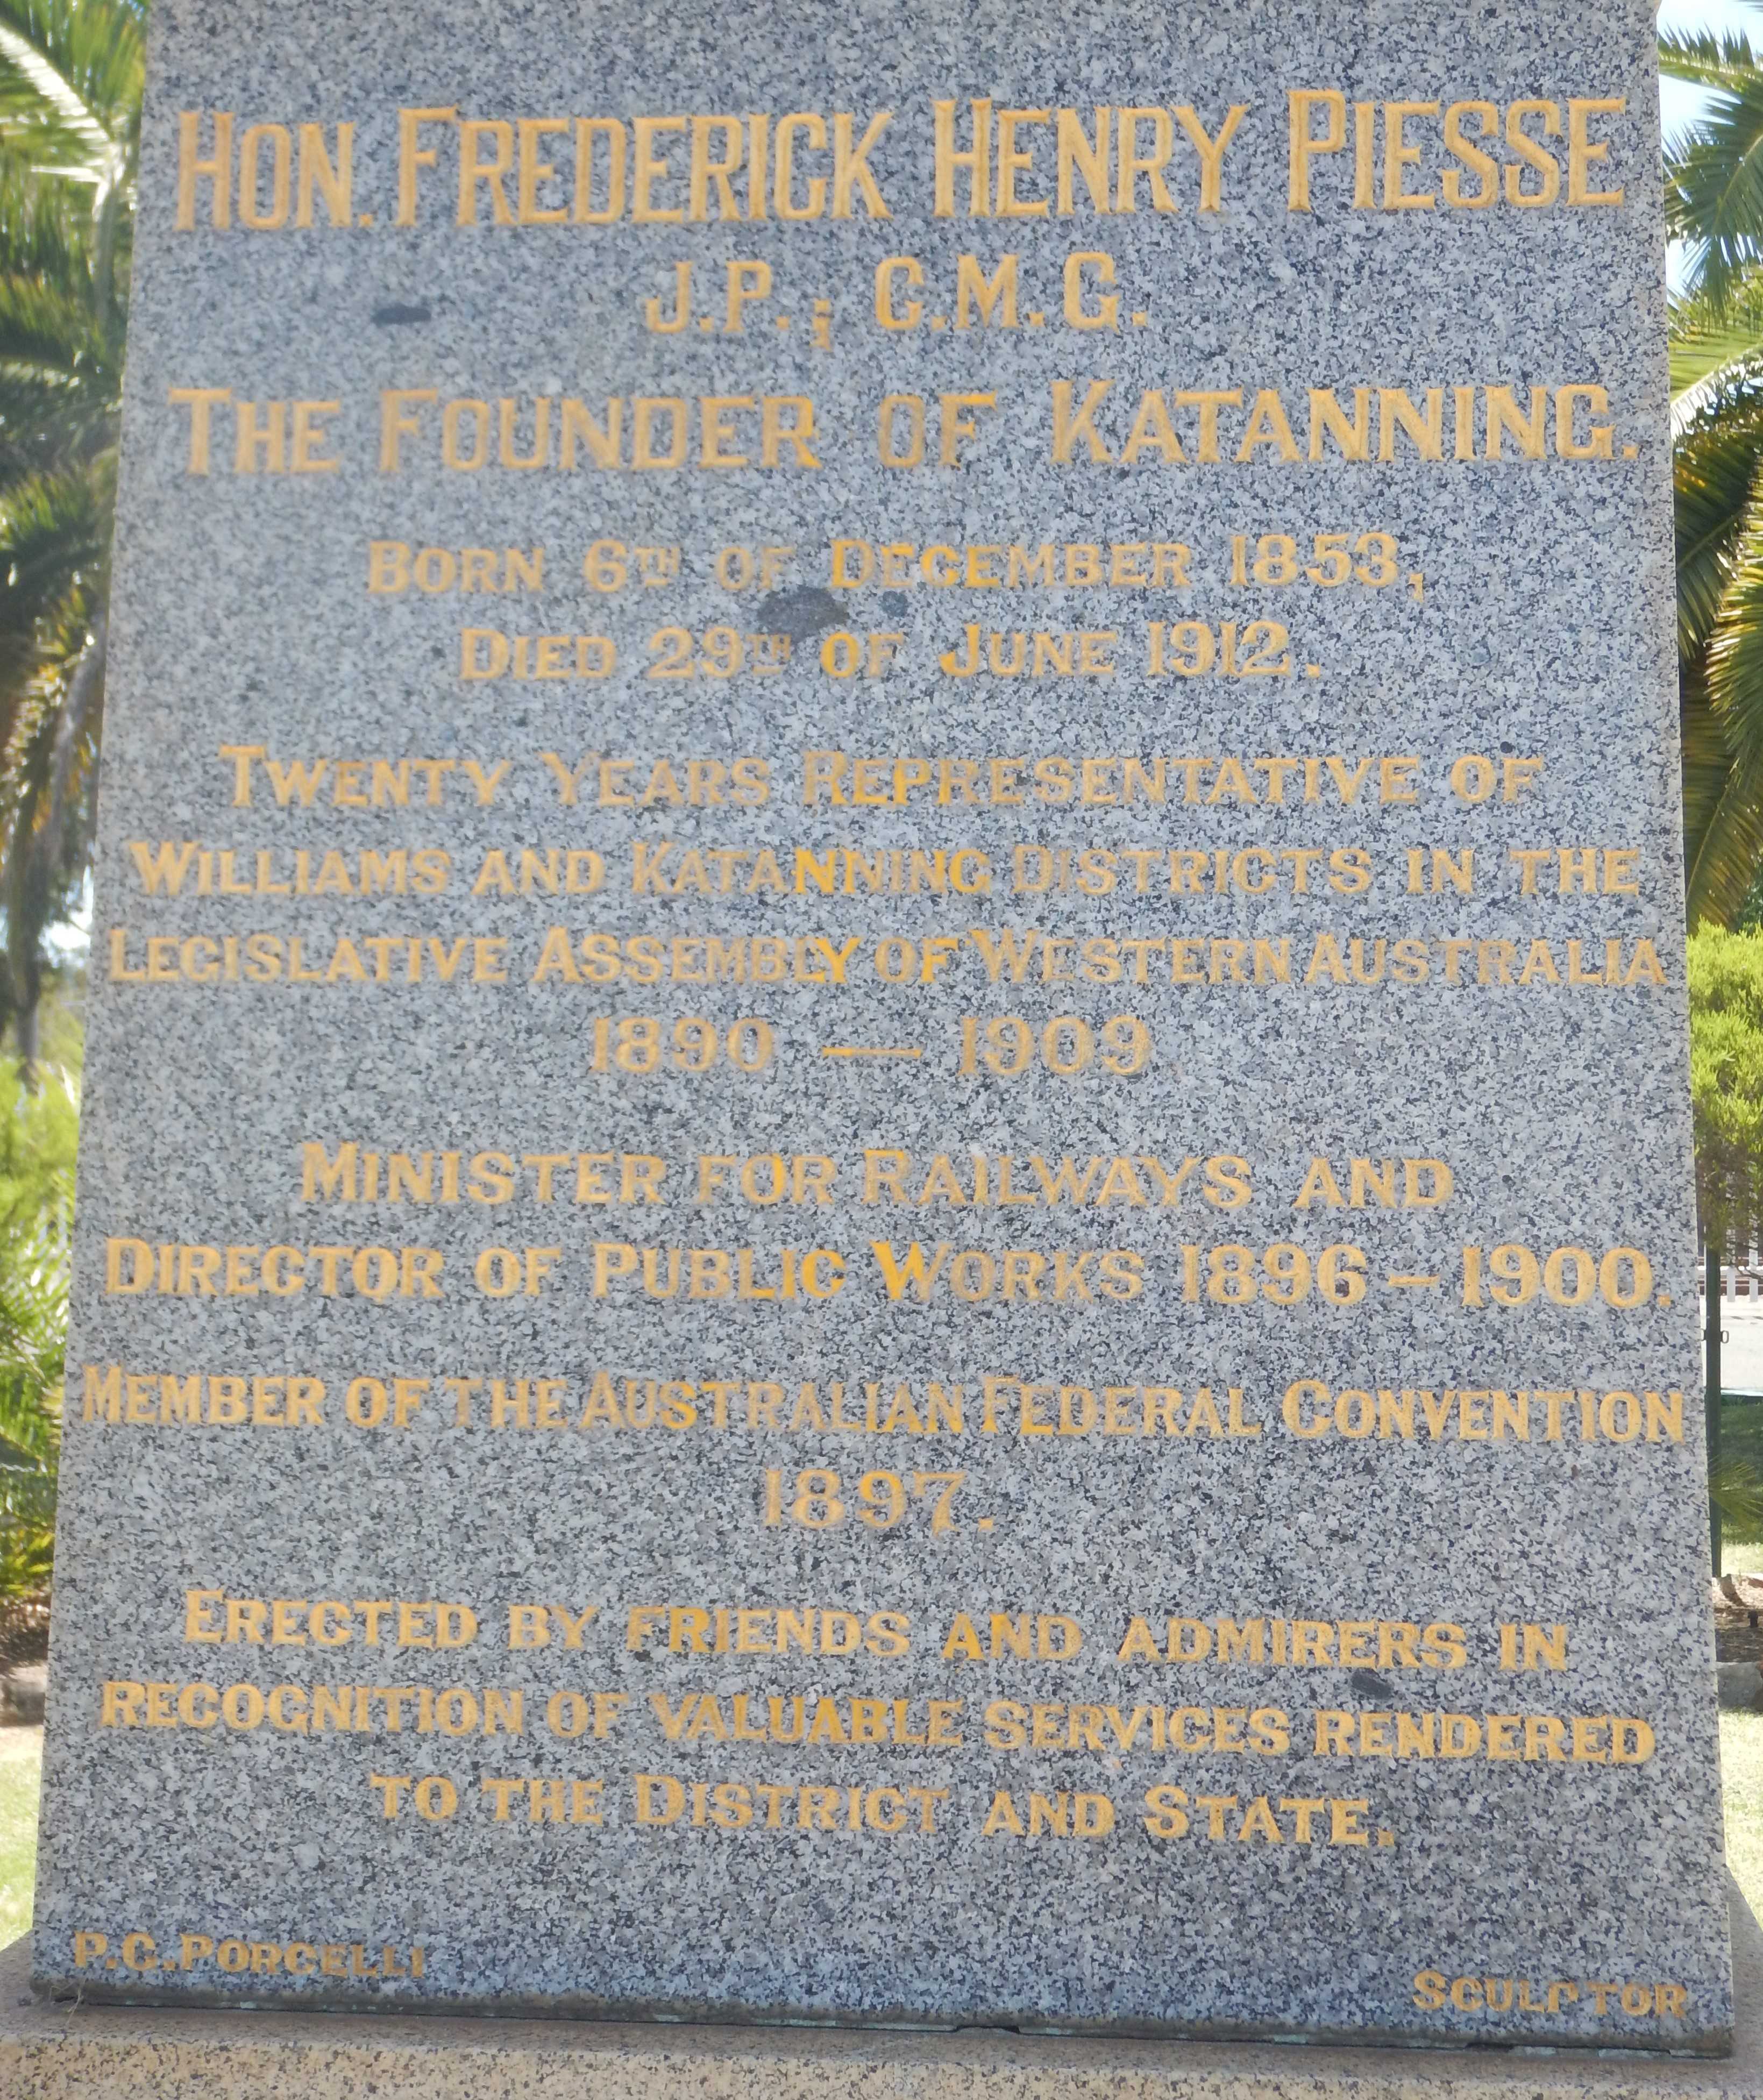 HON. FREDERICK HENRY PIESSE
J.P.; C.M.G.
THE FOUNDER OF KATANNING.
BORN 6TH OF DECEMBER 1853,
DIED 29TH OF JUNE 1912.
TWENTY YEARS REPRESENTATIVE OF
WILLIAMS AND KATANNING DISTRICTS IN THE
LEGISLATIVE ASSEMBLY OF WESTERN AUSTRALIA
1890 — 1909
MINISTER FOR RAILWAYS AND
DIRECTOR OF PUBLIC WORKS 1896 – 1900.
MEMBER OF THE AUSTRALIAN FEDERAL CONVENTION
1897.
ERECTED BY FRIENDS AND ADMIRERS IN
RECOGNITION OF VALUABLE SERVICES RENDERED
TO THE DISTRICT AND STATE.
P.G.PORCELLI
SCULPTOR